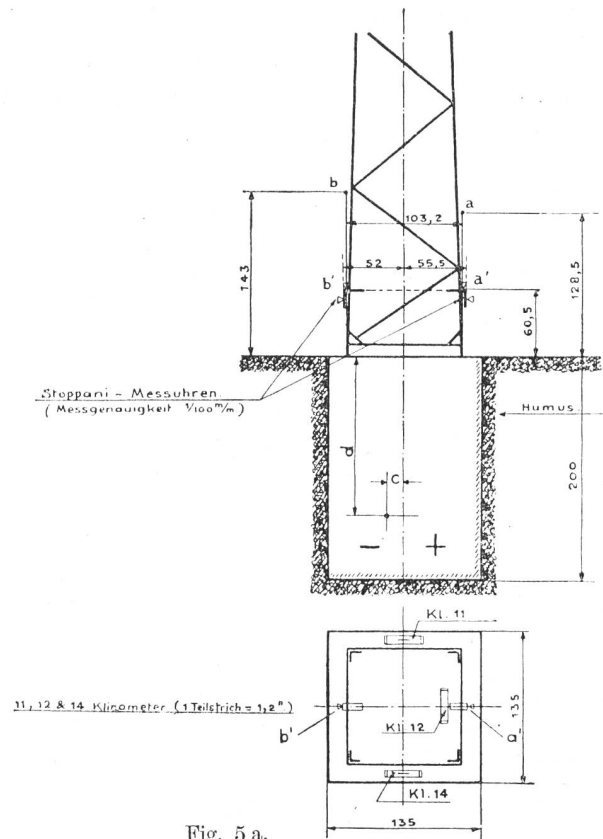 b
a
103,2
52
55,5
143
b'
a'
128,5
60,5
Stoppani - Messuhren
( Messgenauigkeit 1/100 m/m )
Humus
d
C
200
− +
Kl. 11
11, 12 & 14 Klinometer ( 1 Teilstrich = 1,2" )
b'
Kl. 12
a'
135
Kl. 14
135
Fig. 5 a.